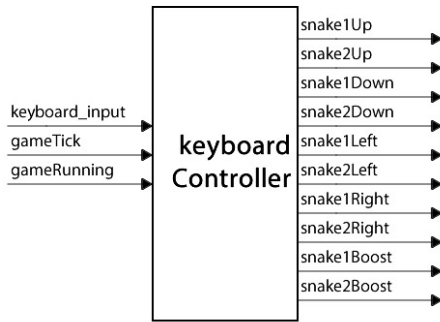 keyboard_input
gameTick
gameRunning
keyboard
Controller
snake1Up
snake2Up
snake1Down
snake2Down
snake1Left
snake2Left
snake1Right
snake2Right
snake1Boost
snake2Boost